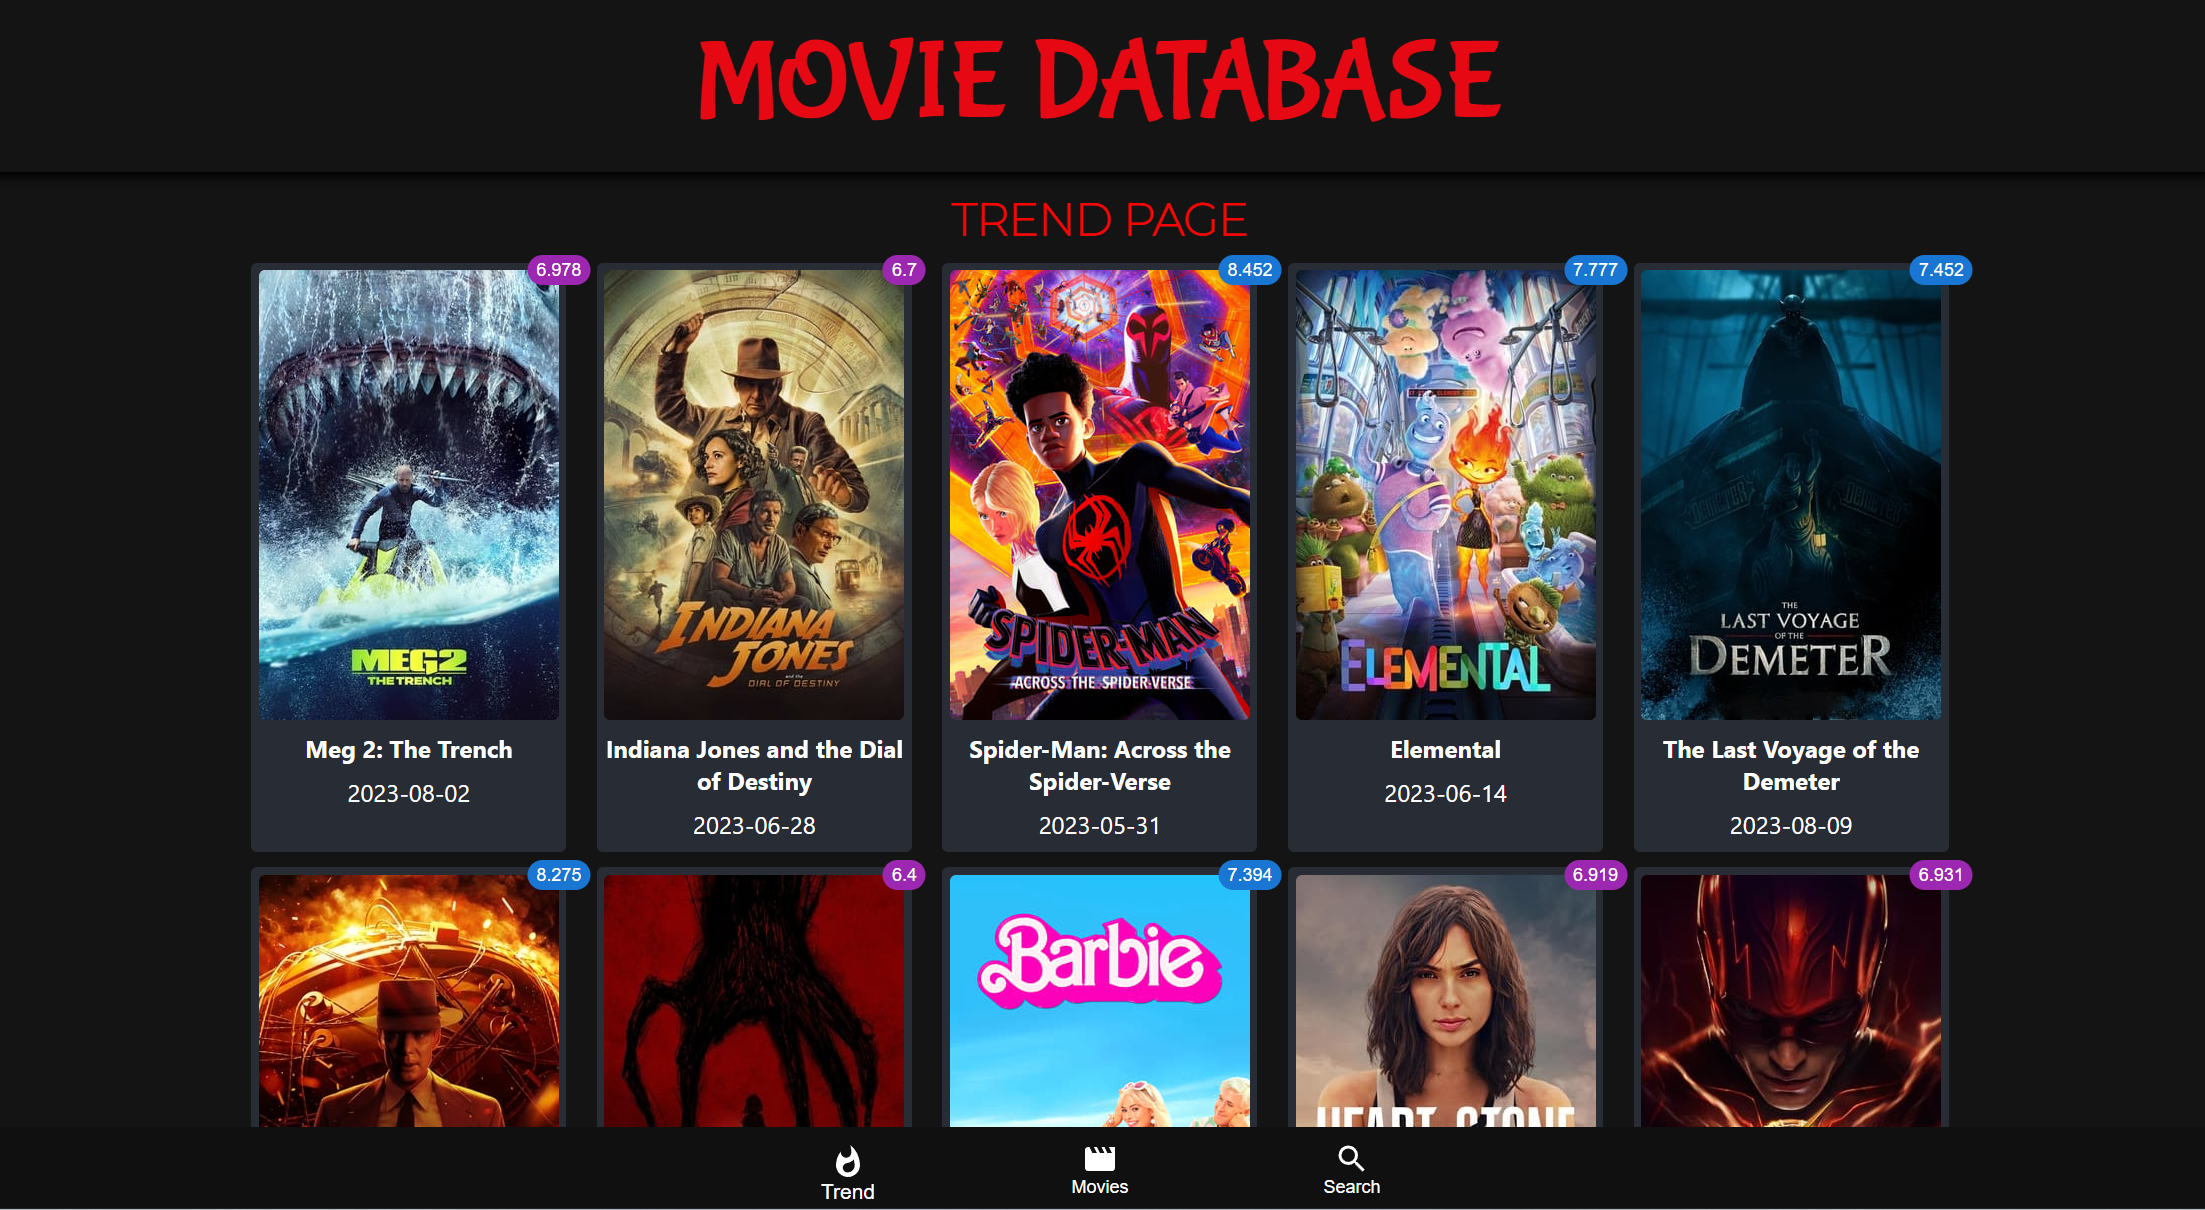 MOVIE DATABASE
TREND PAGE
6.978
6.7
8.452
7.777
7.452
MEG2
THE TRENCH
INDIANA
JONES
and the
DIAL OF DESTINY
SPIDER-MAN
ACROSS THE SPIDER-VERSE
ELEMENTAL
DEMETER
DEMETER
THE
LAST VOYAGE
OF THE
DEMETER
Meg 2: The Trench
2023-08-02
Indiana Jones and the Dial
of Destiny
2023-06-28
Spider-Man: Across the
Spider-Verse
2023-05-31
Elemental
2023-06-14
The Last Voyage of the
Demeter
2023-08-09
8.275
6.4
7.394
6.919
6.931
Barbie
HEART STONE
Trend
Movies
Search